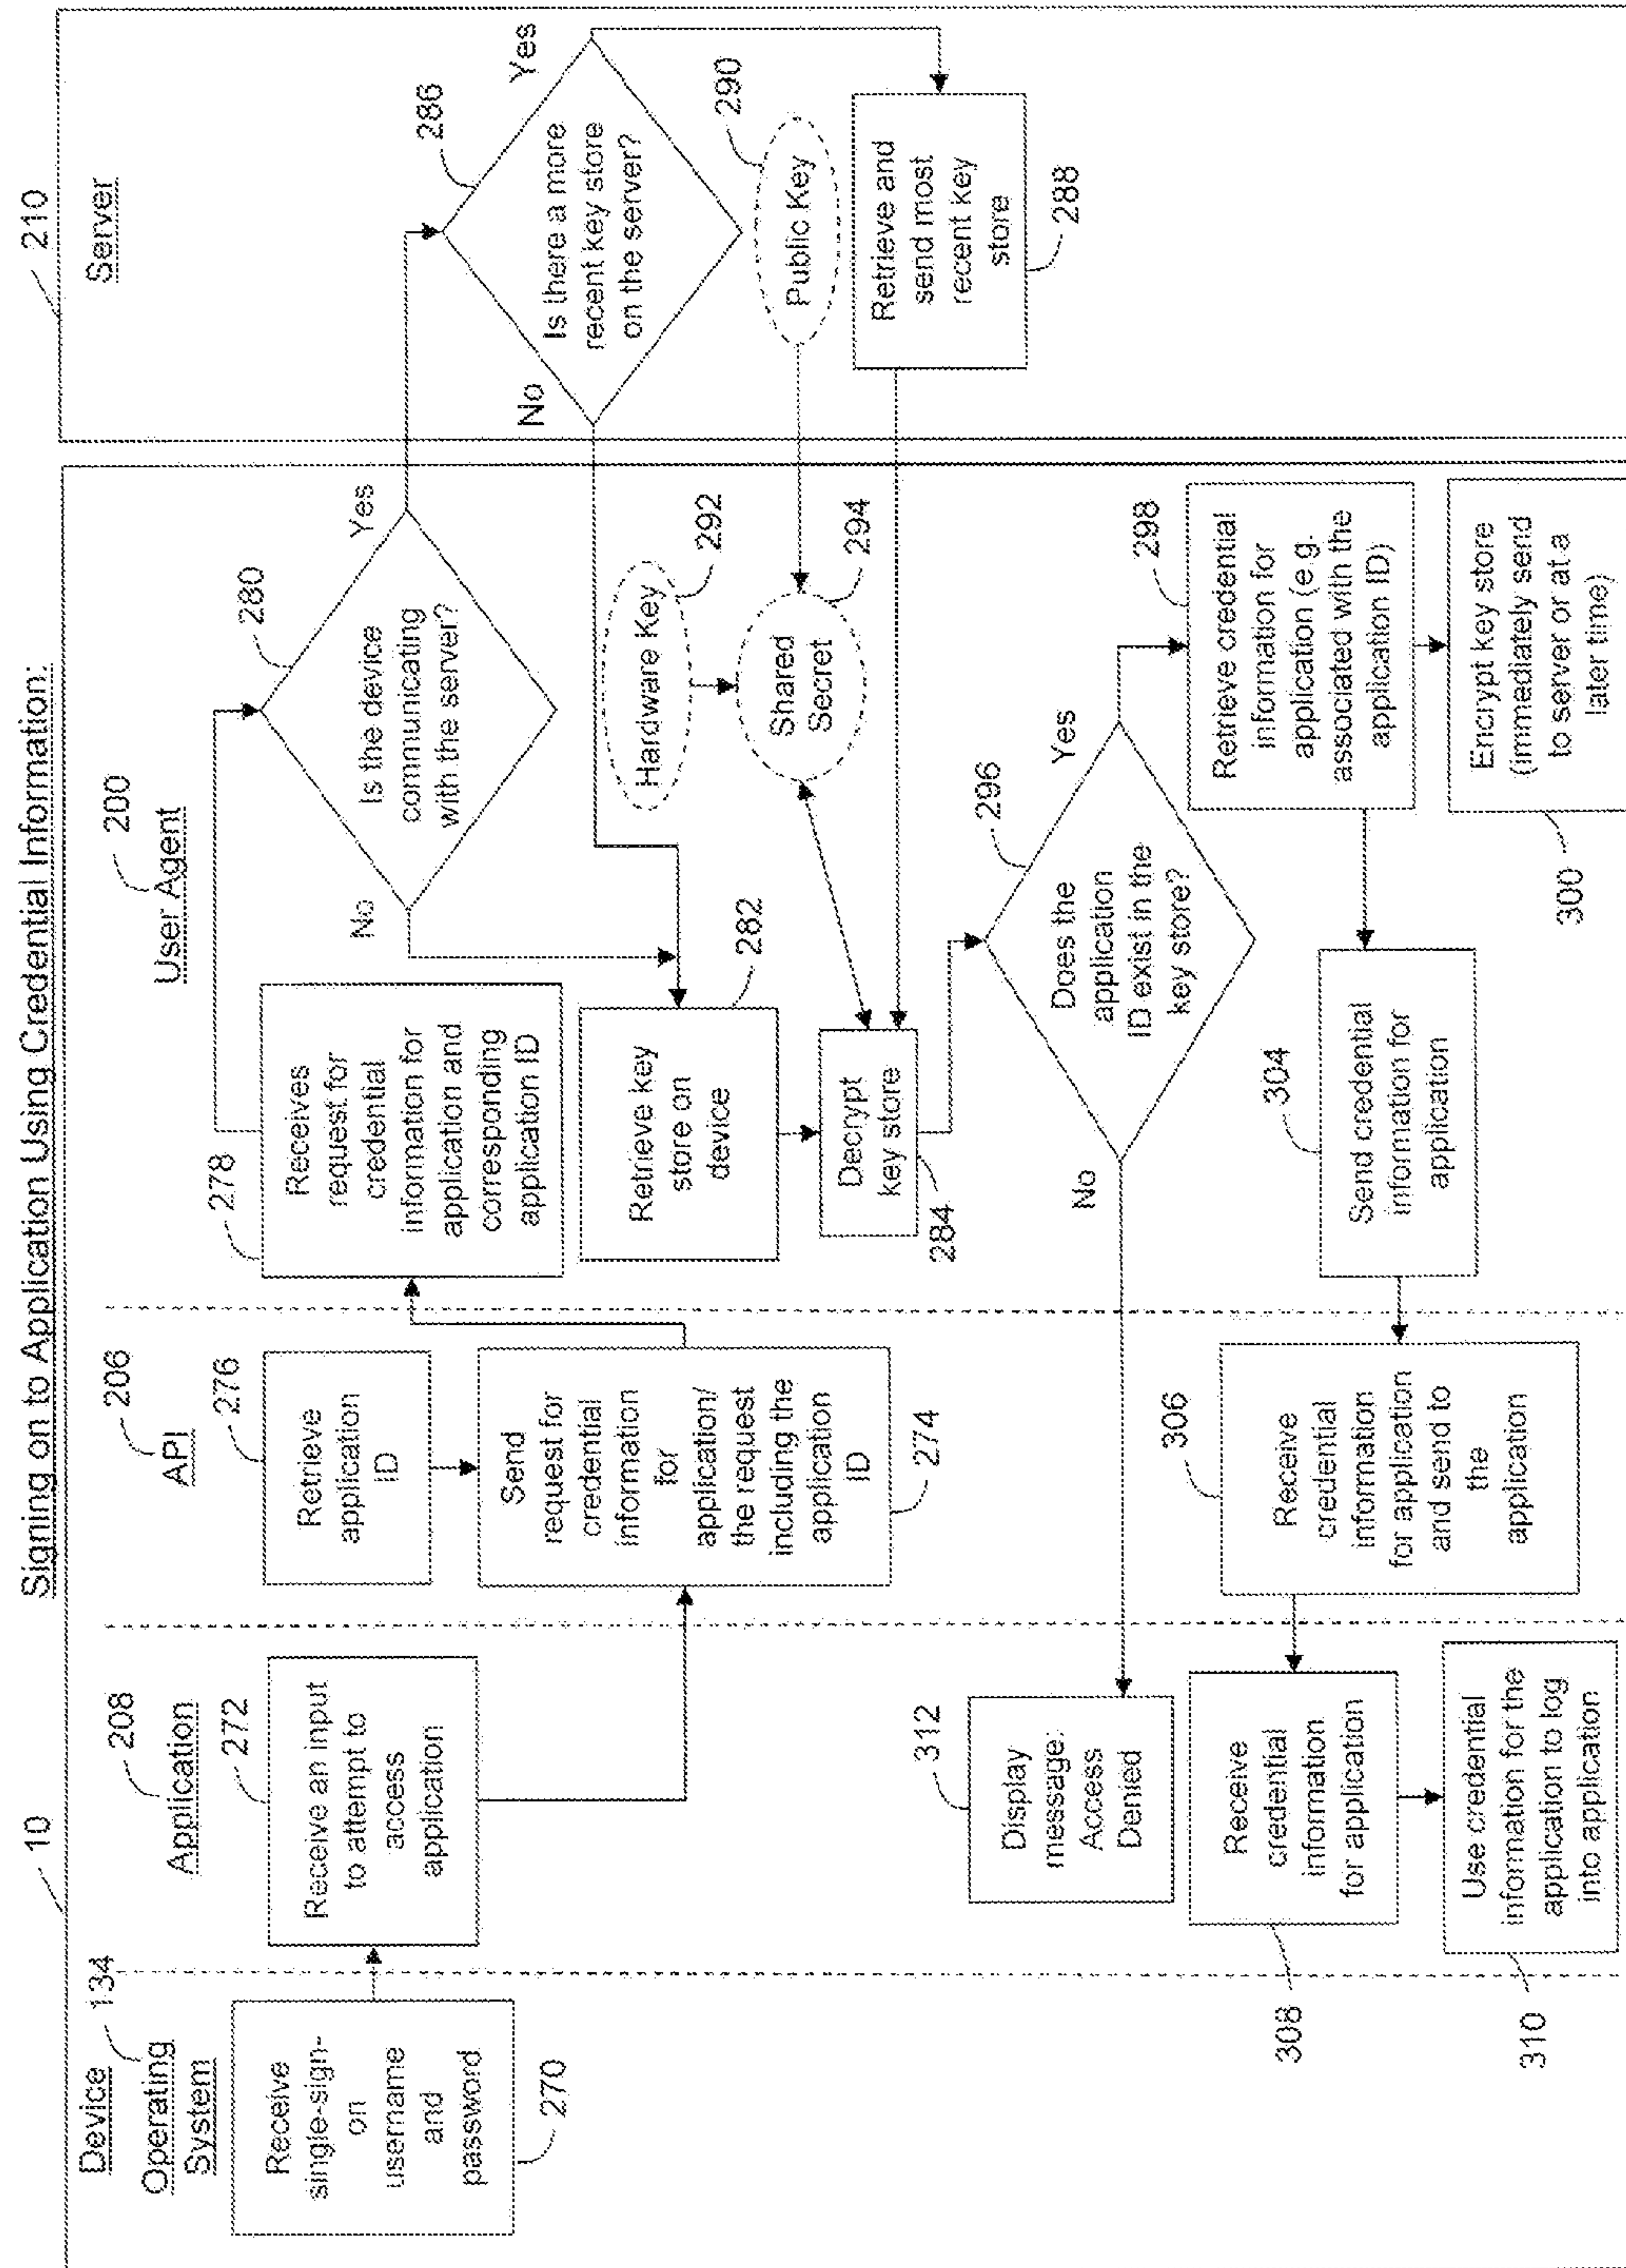 Signing on to Application Using Credential Information:
10
210
Device
134
Operating
System
208
Application
206
API
200
User Agent
Server
Receive
single-sign-
on
username
and
password
270
272
Receive an input
to attempt to
access
application
276
Retrieve
application
ID
Send
request for
credential
information
for
application/
the request
including the
application
ID
274
278
Receives
request for
credential
information for
application and
corresponding
application ID
280
Is the device
communicating
with the server?
Yes
No
286
Is there a more
recent key store
on the server?
Yes
No
Retrieve key
store on
device
282
Hardware Key
292
Public Key
290
Shared
Secret
294
Retrieve and
send most
recent key
store
288
Decrypt
key store
284
296
Does the
application
ID exist in the
key store?
Yes
No
298
Retrieve credential
information for
application (e.g.
associated with the
application ID)
Encrypt key store
(immediately send
to server or at a
later time)
300
304
Send credential
information for
application
306
Receive
credential
information
for application
and send to
the
application
312
Display
message:
Access
Denied
Receive
credential
information
for application
308
Use credential
information for the
application to log
into application
310